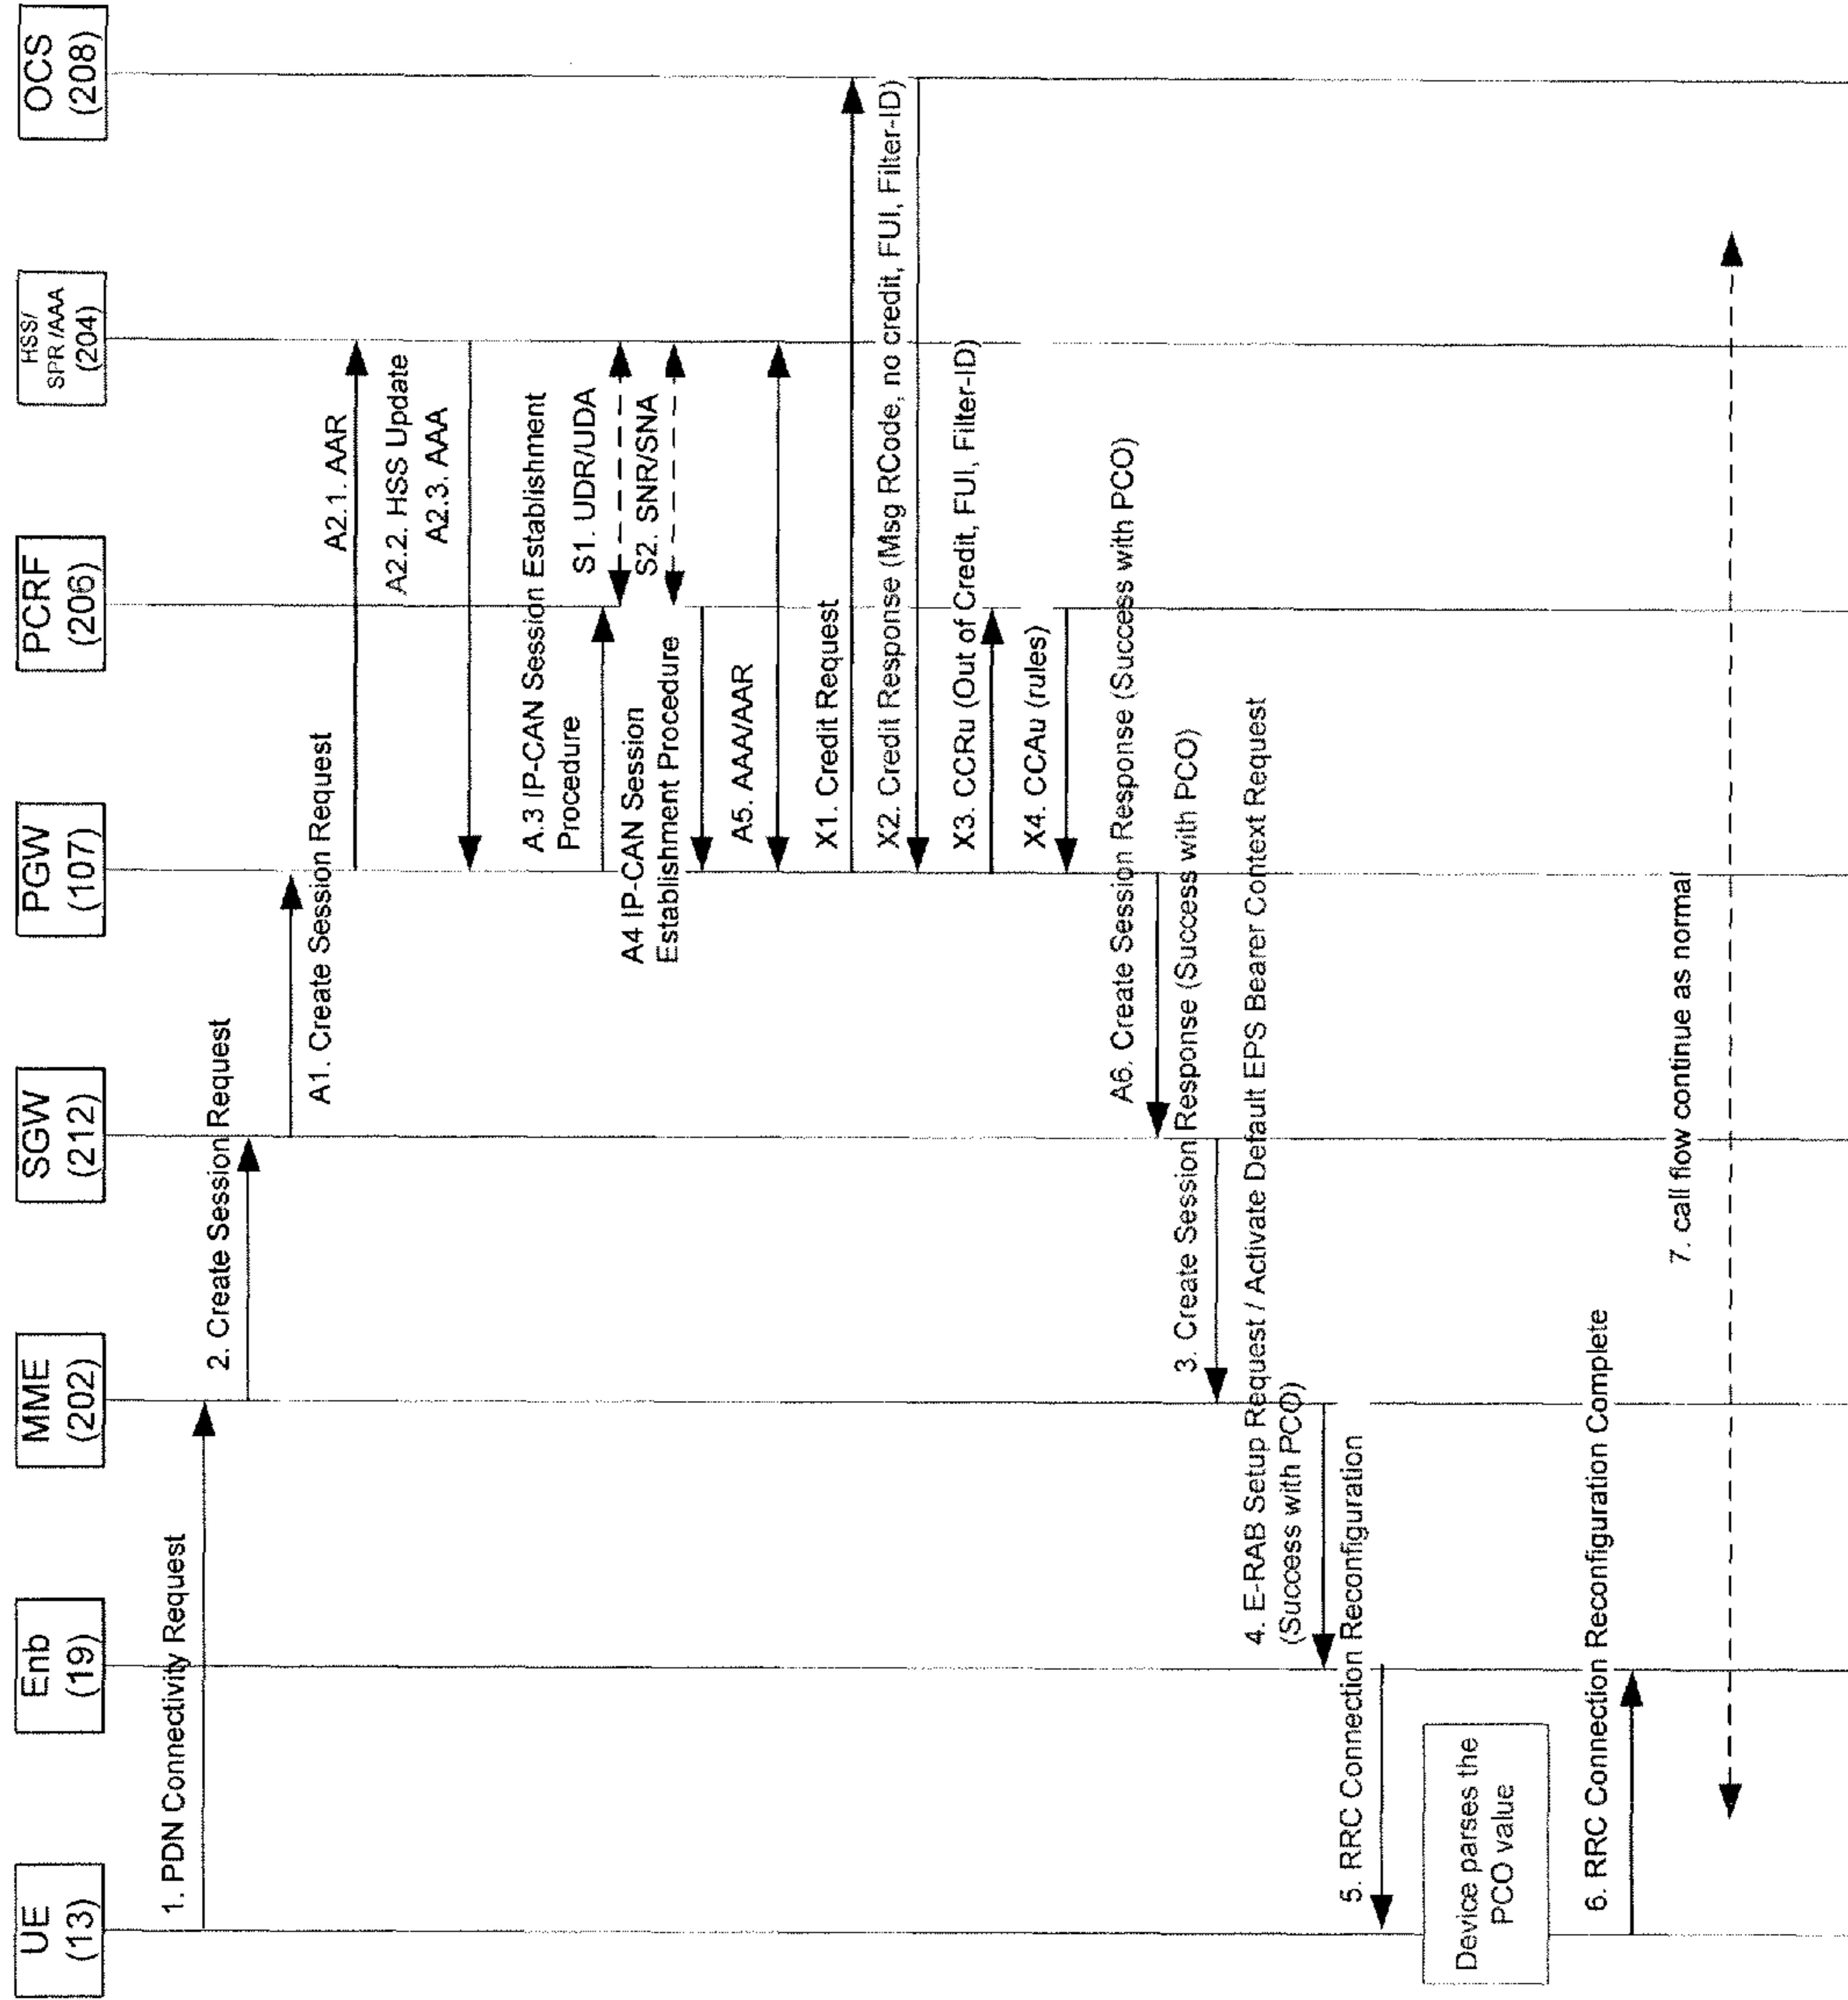 UE
(13)
Enb
(19)
MME
(202)
SGW
(212)
PGW
(107)
PCRF
(206)
HSS/
SPR/AAA
(204)
OCS
(208)
1. PDN Connectivity Request
2. Create Session Request
A1. Create Session Request
A2.1. AAR
A2.2. HSS Update
A2.3. AAA
A.3 IP-CAN Session Establishment
Procedure
S1. UDR/UDA
A4 IP-CAN Session
Establishment Procedure
S2. SNR/SNA
A5. AAA/AAR
X1. Credit Request
X2. Credit Response (Msg RCode, no credit, FUI, Filter-ID)
X3. CCRu (Out of Credit, FUI, Filter-ID)
X4. CCAu (rules)
A6. Create Session Response (Success with PCO)
3. Create Session Response (Success with PCO)
4. E-RAB Setup Request / Activate Default EPS Bearer Context Request
(Success with PCO)
5. RRC Connection Reconfiguration
Device parses the
PCO value
6. RRC Connection Reconfiguration Complete
7. call flow continue as normal